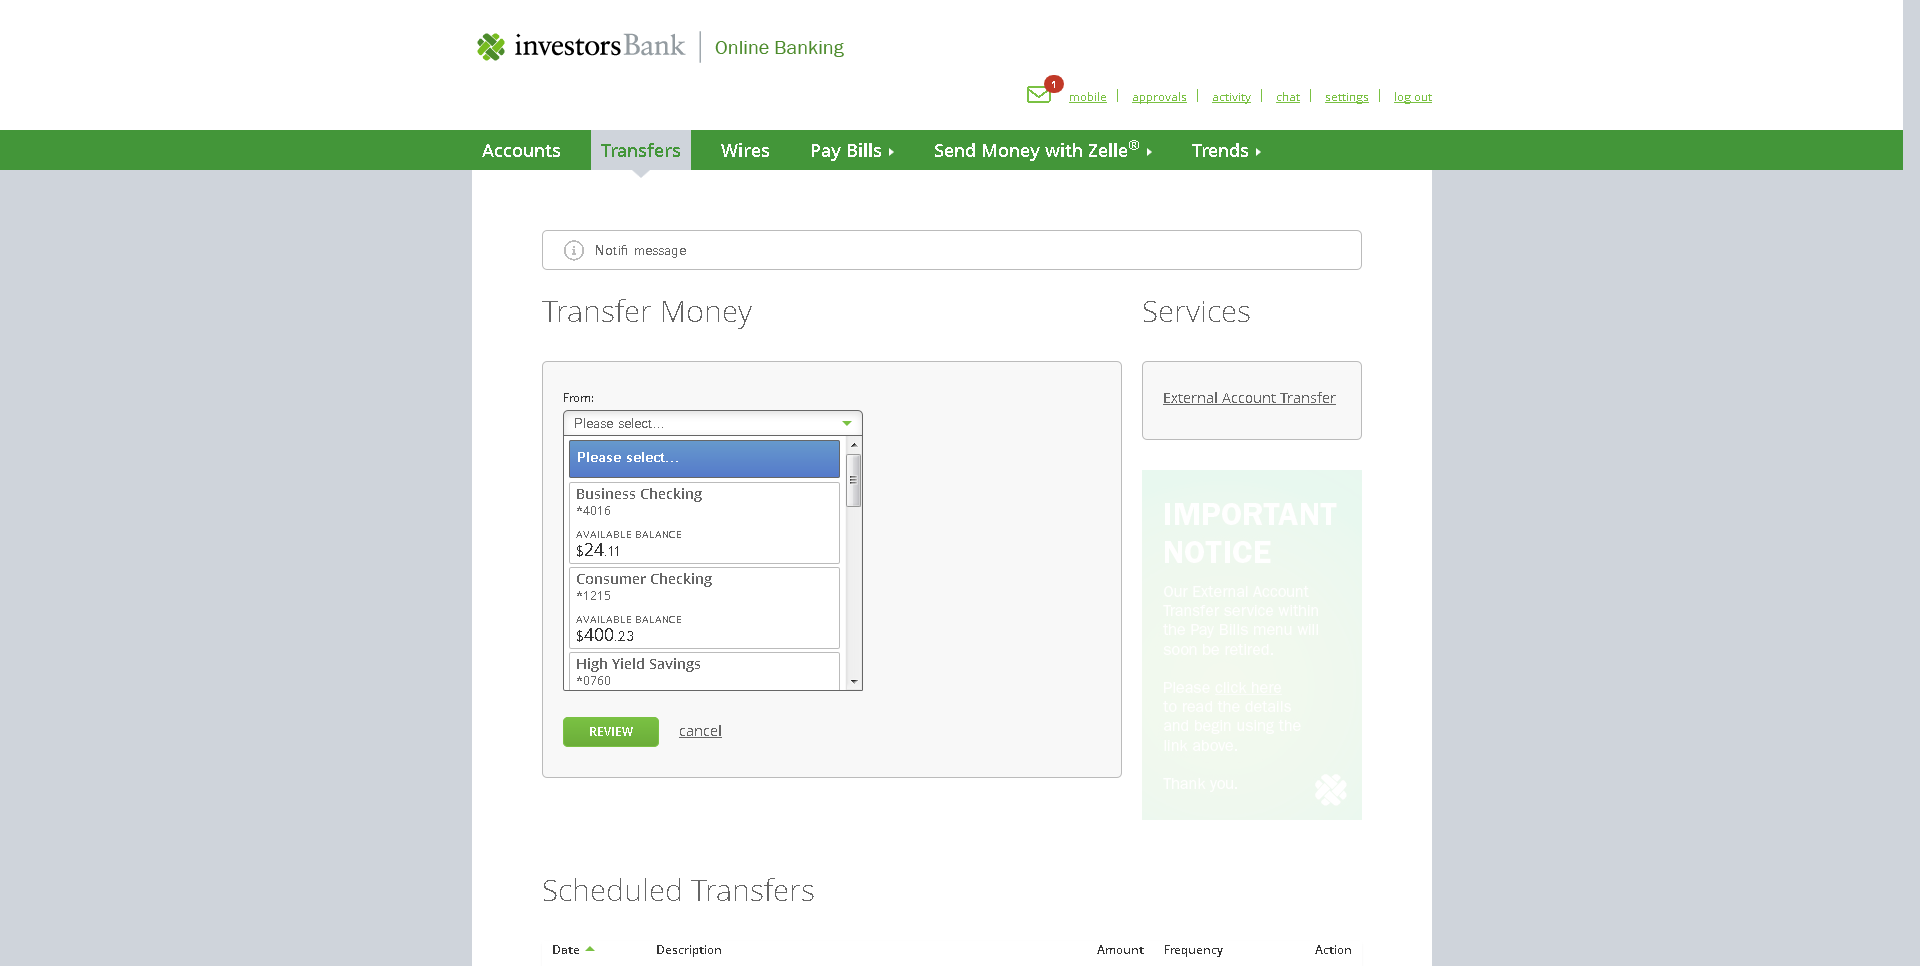 investorsBank | Online Banking
1
mobile | approvals | activity | chat | settings | log out
Accounts Transfers Wires Pay Bills Send Money with Zelle® Trends
Notifi message
Transfer Money
Services
From:
External Account Transfer
Please select...
Please select...
Business Checking
*4016
AVAILABLE BALANCE
$24.11
Consumer Checking
*1215
AVAILABLE BALANCE
$400.23
High Yield Savings
*0760
REVIEW cancel
IMPORTANT
NOTICE
Our External Account
Transfer service within
the Pay Bills menu will
soon be retired.
Please click here
to read the details
and begin using the
link above.
Thank you.
Scheduled Transfers
Date Description Amount Frequency Action